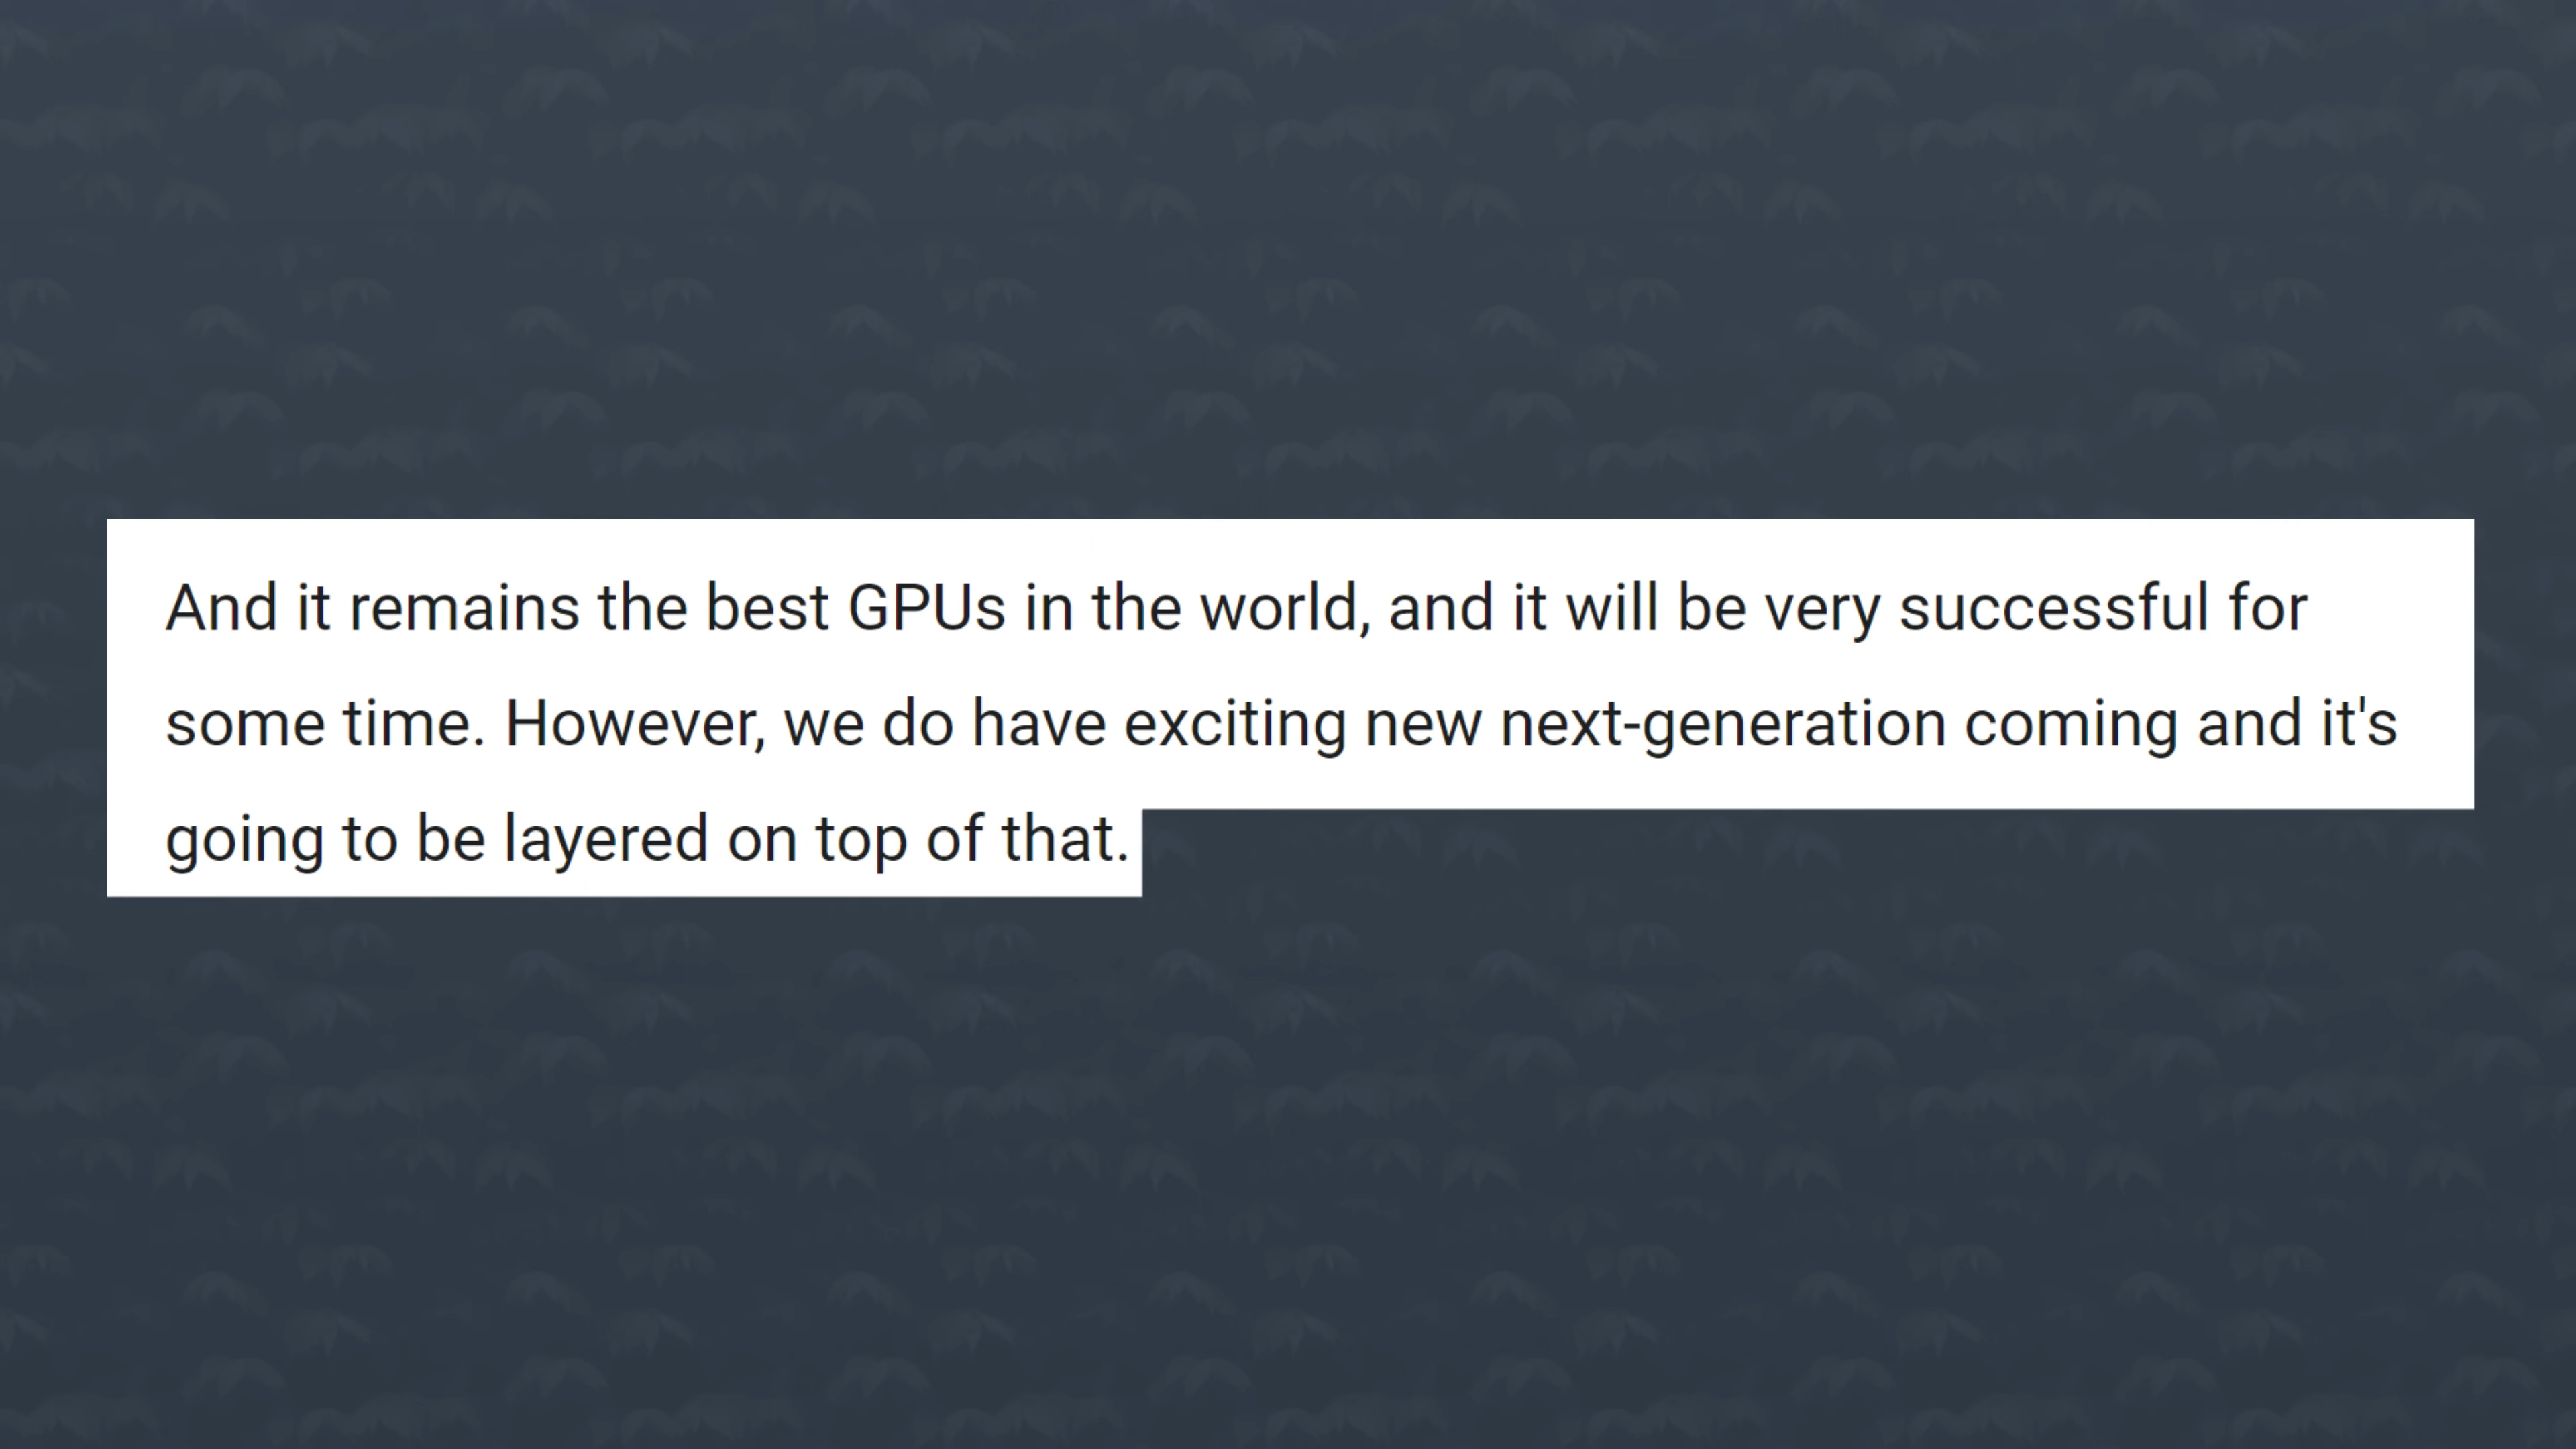 And it remains the best GPUs in the world, and it will be very successful for
some time. However, we do have exciting new next-generation coming and it's
going to be layered on top of that.